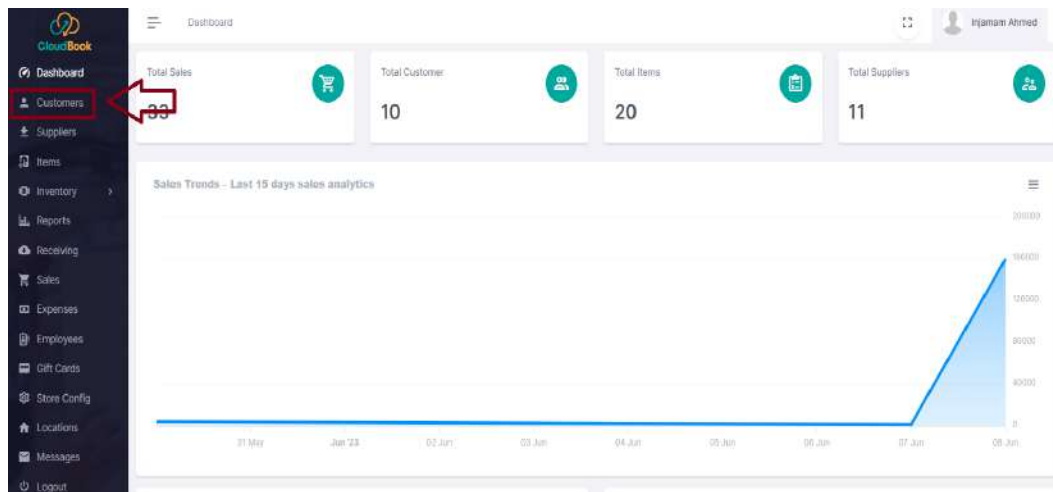 CloudBook
Dashboard
Injamam Ahmed
Dashboard
Customers
Suppliers
Items
Inventory
Reports
Receiving
Sales
Expenses
Employees
Gift Cards
Store Config
Locations
Messages
Logout
Total Sales
33
Total Customer
10
Total Items
20
Total Suppliers
11
Sales Trends - Last 15 days sales analytics
200000
160000
120000
80000
40000
0
31 May
Jun '23
02 Jun
03 Jun
04 Jun
05 Jun
06 Jun
07 Jun
08 Jun